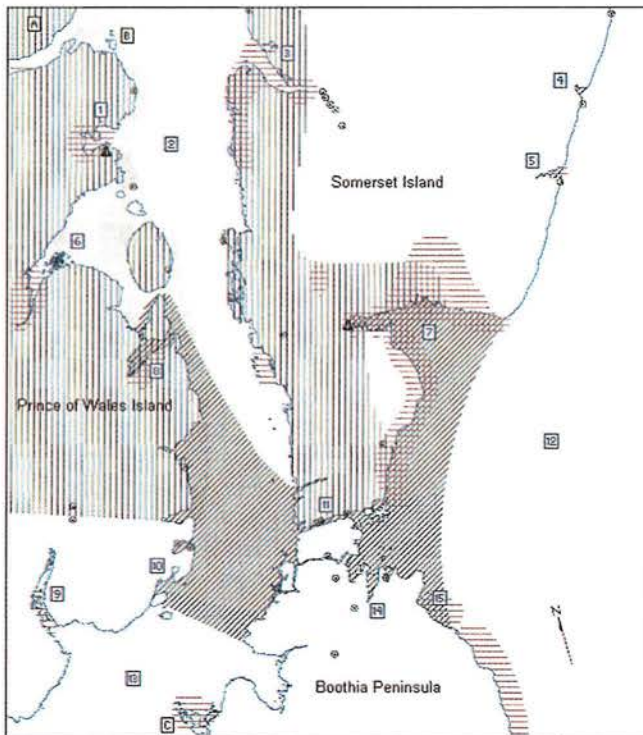 A
B
3
1
2
4
5
Somerset Island
6
7
8
Prince of Wales Island
12
11
10
9
14
15
N
13
Boothia Peninsula
C